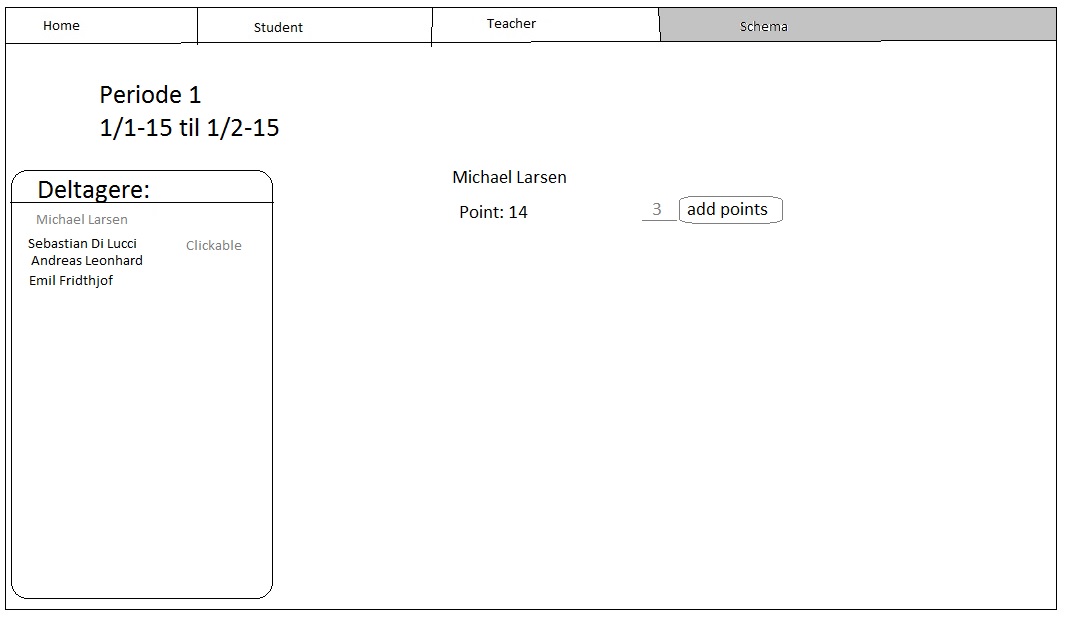 Home
Student
Teacher
Schema
Periode 1
1/1-15 til 1/2-15
Deltagere:
Michael Larsen
Sebastian Di Lucci
Clickable
Andreas Leonhard
Emil Fridthjof
Michael Larsen
Point: 14
3 add points